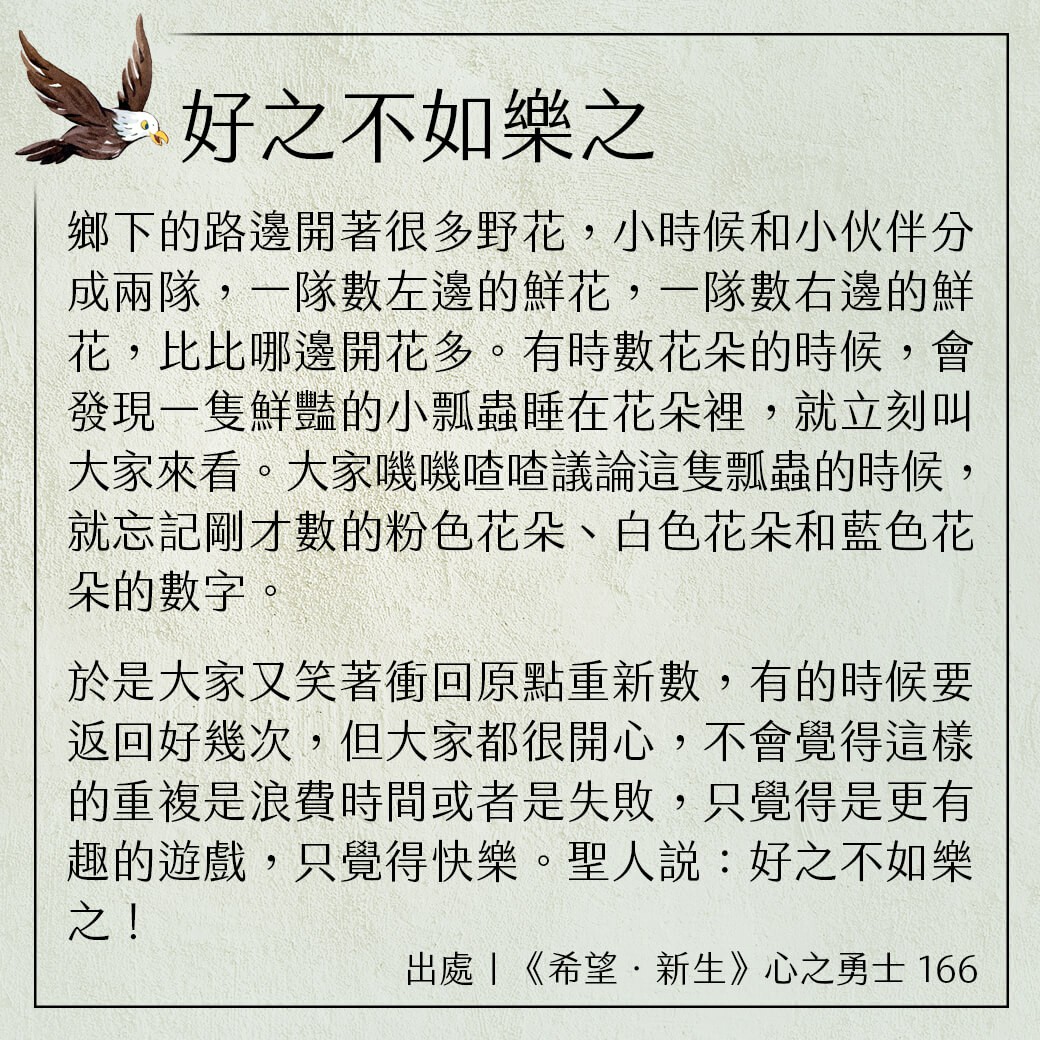 好之不如樂之
鄉下的路邊開著很多野花，小時候和小伙伴分
成兩隊，一隊數左邊的鮮花，一隊數右邊的鮮
花，比比哪邊開花多。有時數花朵的時候，會
發現一隻鮮豔的小瓢蟲睡在花朵裡，就立刻叫
大家來看。大家嘰嘰喳喳議論這隻瓢蟲的時候，
就忘記剛才數的粉色花朵、白色花朵和藍色花
朵的數字。
於是大家又笑著衝回原點重新數，有的時候要
返回好幾次，但大家都很開心，不會覺得這樣
的重複是浪費時間或者是失敗，只覺得是更有
趣的遊戲，只覺得快樂。聖人説：好之不如樂
之！
出處｜《希望．新生》心之勇士 166